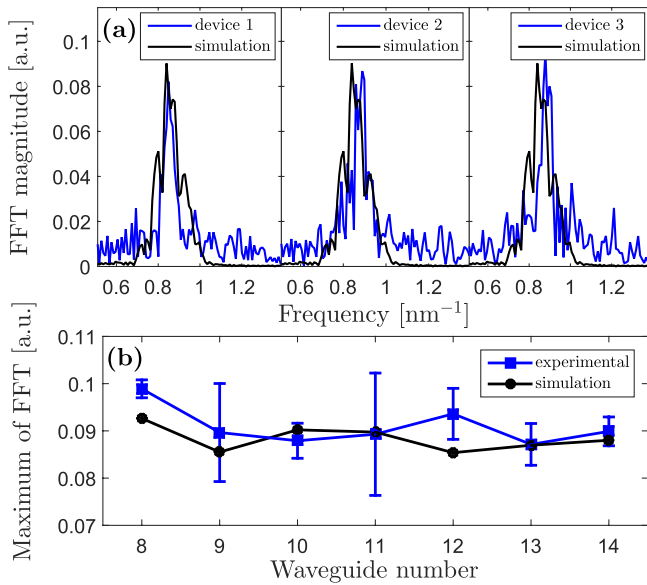 (a)
device 1
simulation
device 2
simulation
device 3
simulation
FFT magnitude [a.u.]
0.1
0.08
0.06
0.04
0.02
0
0.6 0.8 1 1.2 0.6 0.8 1 1.2 0.6 0.8 1 1.2
Frequency [nm⁻¹]
(b)
experimental
simulation
Maximum of FFT [a.u.]
0.11
0.1
0.09
0.08
0.07
8 9 10 11 12 13 14
Waveguide number